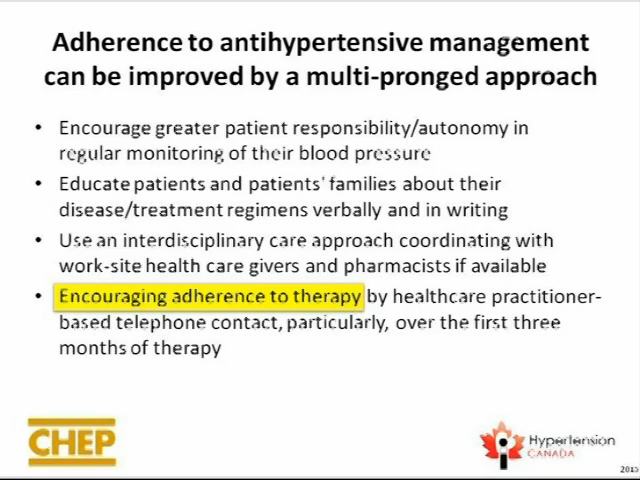 Adherence to antihypertensive management
can be improved by a multi-pronged approach
• Encourage greater patient responsibility/autonomy in
regular monitoring of their blood pressure
• Educate patients and patients' families about their
disease/treatment regimens verbally and in writing
• Use an interdisciplinary care approach coordinating with
work-site health care givers and pharmacists if available
• Encouraging adherence to therapy by healthcare practitioner-
based telephone contact, particularly, over the first three
months of therapy
CHEP
Hypertension
CANADA